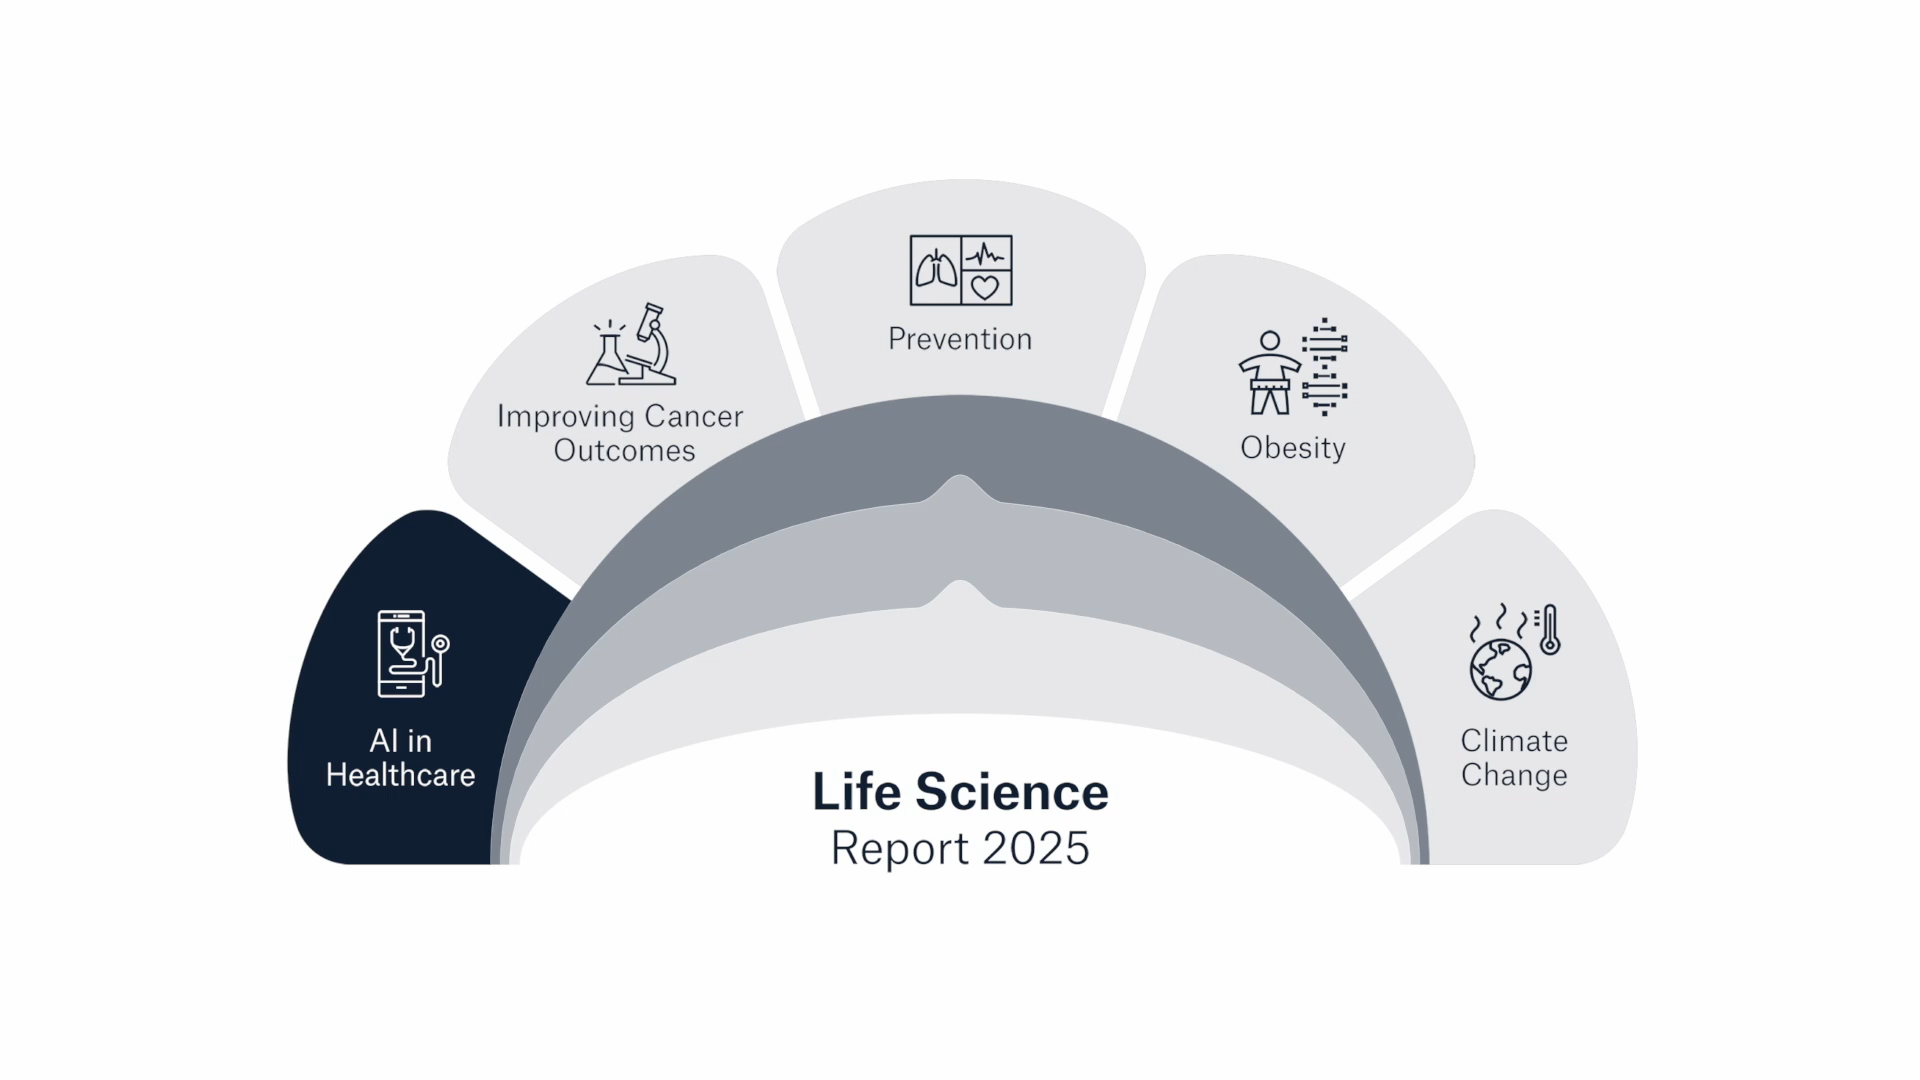 Prevention
Improving Cancer
Outcomes
Obesity
AI in
Healthcare
Climate
Change
Life Science
Report 2025